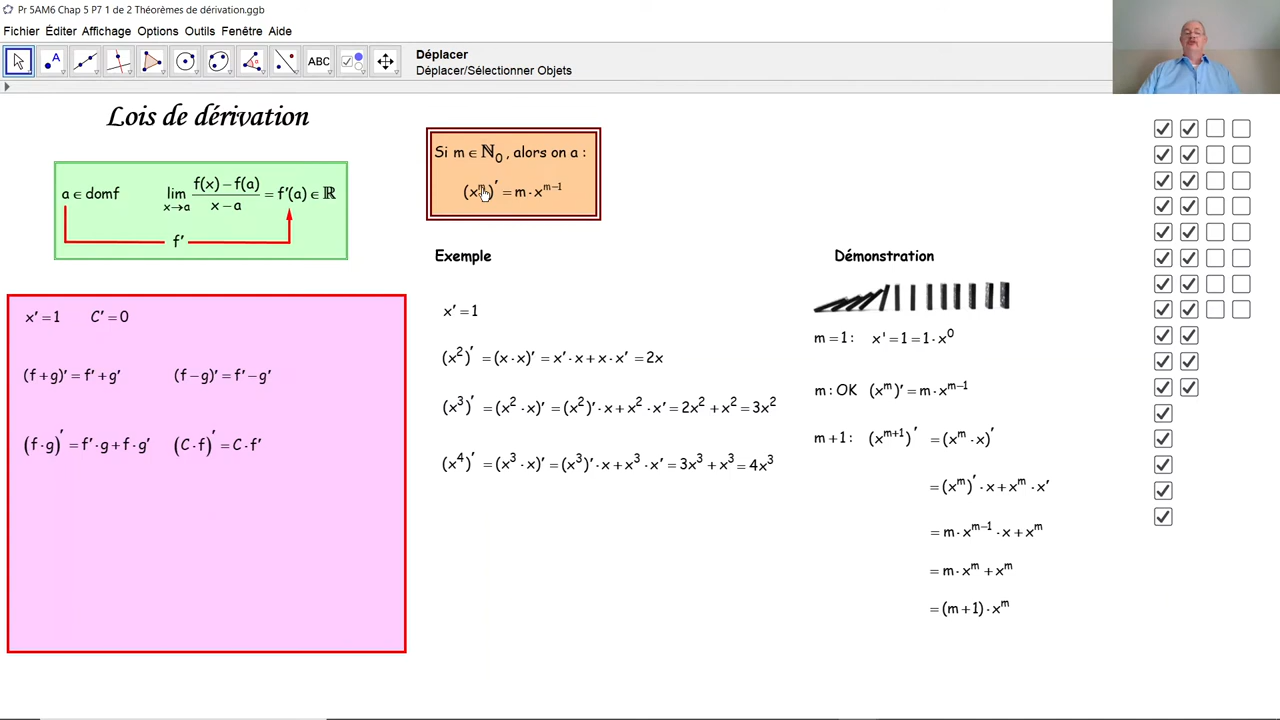 Pr 5AM6 Chap 5 P7 1 de 2 Théorèmes de dérivation.ggb
Fichier Éditer Affichage Options Outils Fenêtre Aide
A
ABC
Déplacer
Déplacer/Sélectionner Objets
Lois de dérivation
a ∈ domf lim x→a (f(x) − f(a))/(x − a) = f′(a) ∈ ℝ
f′
x′ = 1 C′ = 0
(f + g)′ = f′ + g′ (f − g)′ = f′ − g′
(f · g)′ = f′ · g + f · g′ (C · f)′ = C · f′
Si m ∈ ℕ₀, alors on a :
(xᵐ)′ = m · xᵐ⁻¹
Exemple
x′ = 1
(x²)′ = (x · x)′ = x′ · x + x · x′ = 2x
(x³)′ = (x² · x)′ = (x²)′ · x + x² · x′ = 2x² + x² = 3x²
(x⁴)′ = (x³ · x)′ = (x³)′ · x + x³ · x′ = 3x³ + x³ = 4x³
Démonstration
m = 1 : x' = 1 = 1 · x⁰
m : OK (xᵐ)′ = m · xᵐ⁻¹
m + 1 : (xᵐ⁺¹)′ = (xᵐ · x)′
= (xᵐ)′ · x + xᵐ · x′
= m · xᵐ⁻¹ · x + xᵐ
= m · xᵐ + xᵐ
= (m + 1) · xᵐ